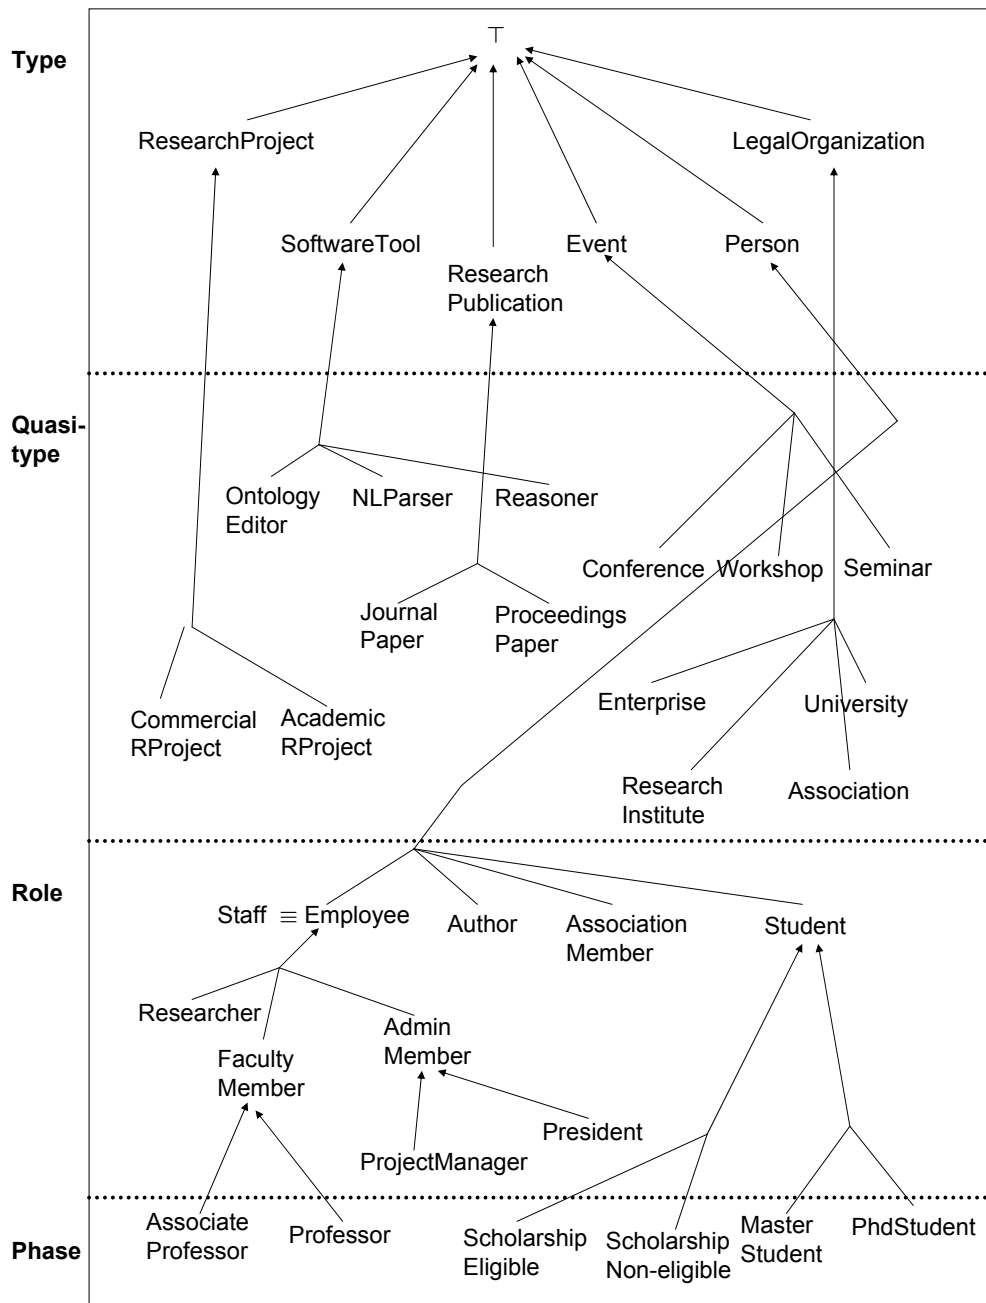 ⊤
Type
ResearchProject
LegalOrganization
SoftwareTool
Event
Person
Research
Publication
Quasi-
type
Ontology
Editor
NLParser
Reasoner
Conference
Workshop
Seminar
Journal
Paper
Proceedings
Paper
Enterprise
University
Commercial
RProject
Academic
RProject
Research
Institute
Association
Role
Staff ≡ Employee
Author
Association
Member
Student
Researcher
Admin
Member
Faculty
Member
President
ProjectManager
Phase
Associate
Professor
Professor
Scholarship
Eligible
Scholarship
Non-eligible
Master
Student
PhdStudent